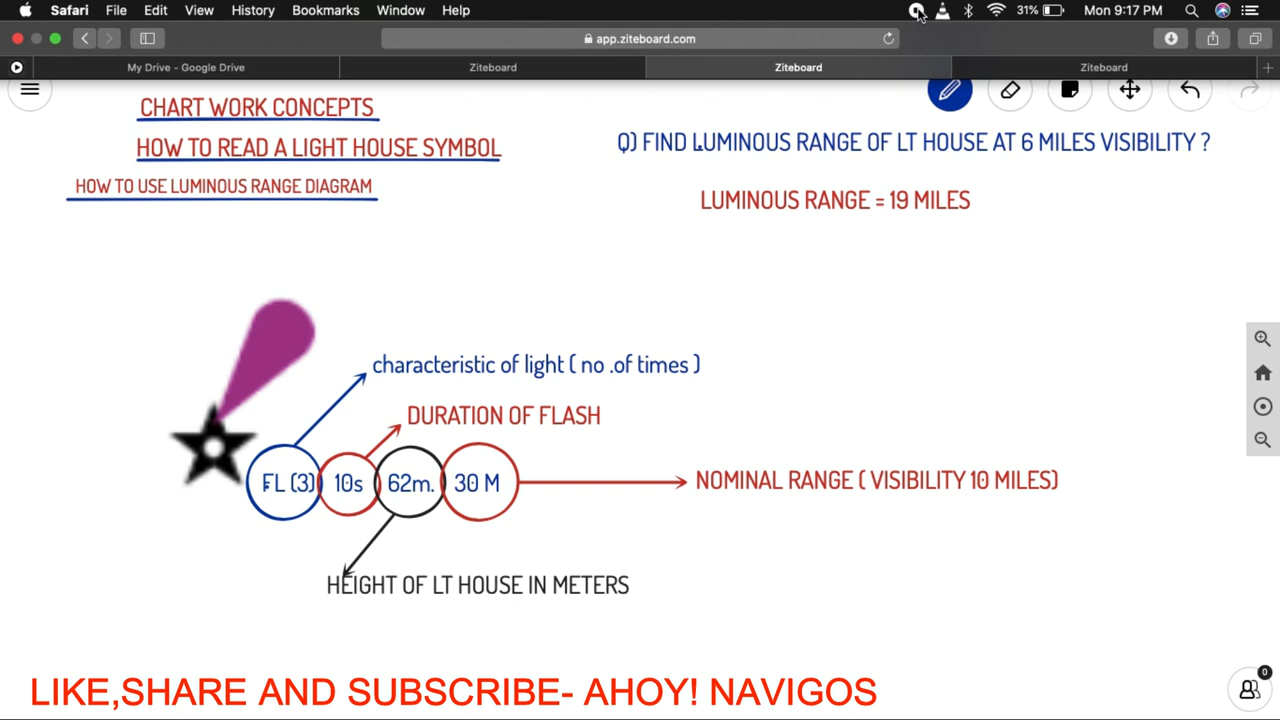 Safari File Edit View History Bookmarks Window Help 31% Mon 9:17 PM
app.ziteboard.com
My Drive - Google Drive Ziteboard Ziteboard Ziteboard
CHART WORK CONCEPTS
HOW TO READ A LIGHT HOUSE SYMBOL
HOW TO USE LUMINOUS RANGE DIAGRAM
Q) FIND LUMINOUS RANGE OF LT HOUSE AT 6 MILES VISIBILITY ?
LUMINOUS RANGE = 19 MILES
characteristic of light ( no .of times )
DURATION OF FLASH
FL (3) 10s 62m. 30 M
NOMINAL RANGE ( VISIBILITY 10 MILES)
HEIGHT OF LT HOUSE IN METERS
LIKE,SHARE AND SUBSCRIBE- AHOY! NAVIGOS
0